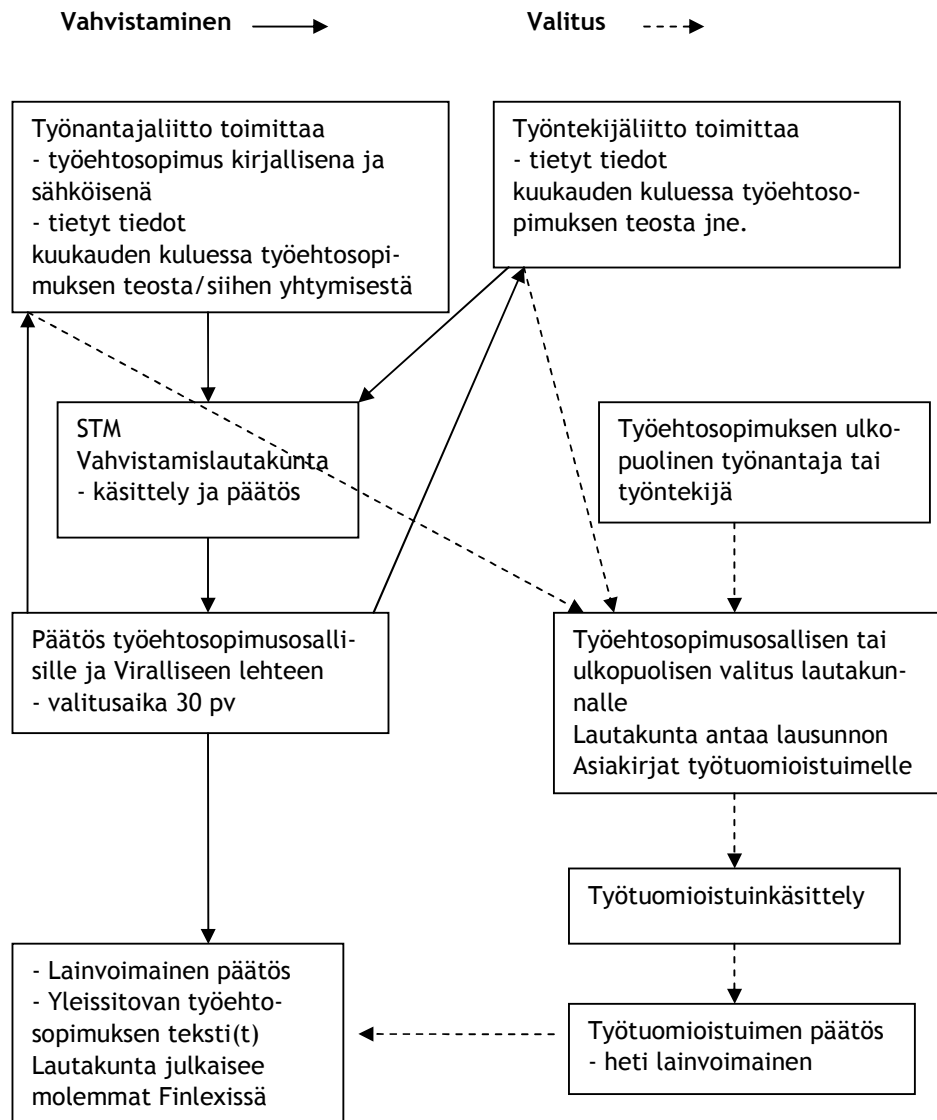 Vahvistaminen
Valitus
Työnantajaliitto toimittaa
- työehtosopimus kirjallisena ja
sähköisenä
- tietyt tiedot
kuukauden kuluessa työehtosopi-
muksen teosta/siihen yhtymisestä
Työntekijäliitto toimittaa
- tietyt tiedot
kuukauden kuluessa työehtoso-
pimuksen teosta jne.
STM
Vahvistamislautakunta
- käsittely ja päätös
Työehtosopimuksen ulko-
puolinen työnantaja tai
työntekijä
Päätös työehtosopimusosalli-
sille ja Viralliseen lehteen
- valitusaika 30 pv
Työehtosopimusosallisen tai
ulkopuolisen valitus lautakun-
nalle
Lautakunta antaa lausunnon
Asiakirjat työtuomioistuimelle
Työtuomioistuinkäsittely
- Lainvoimainen päätös
- Yleissitovan työehto-
sopimuksen teksti(t)
Lautakunta julkaisee
molemmat Finlexissä
Työtuomioistuimen päätös
- heti lainvoimainen